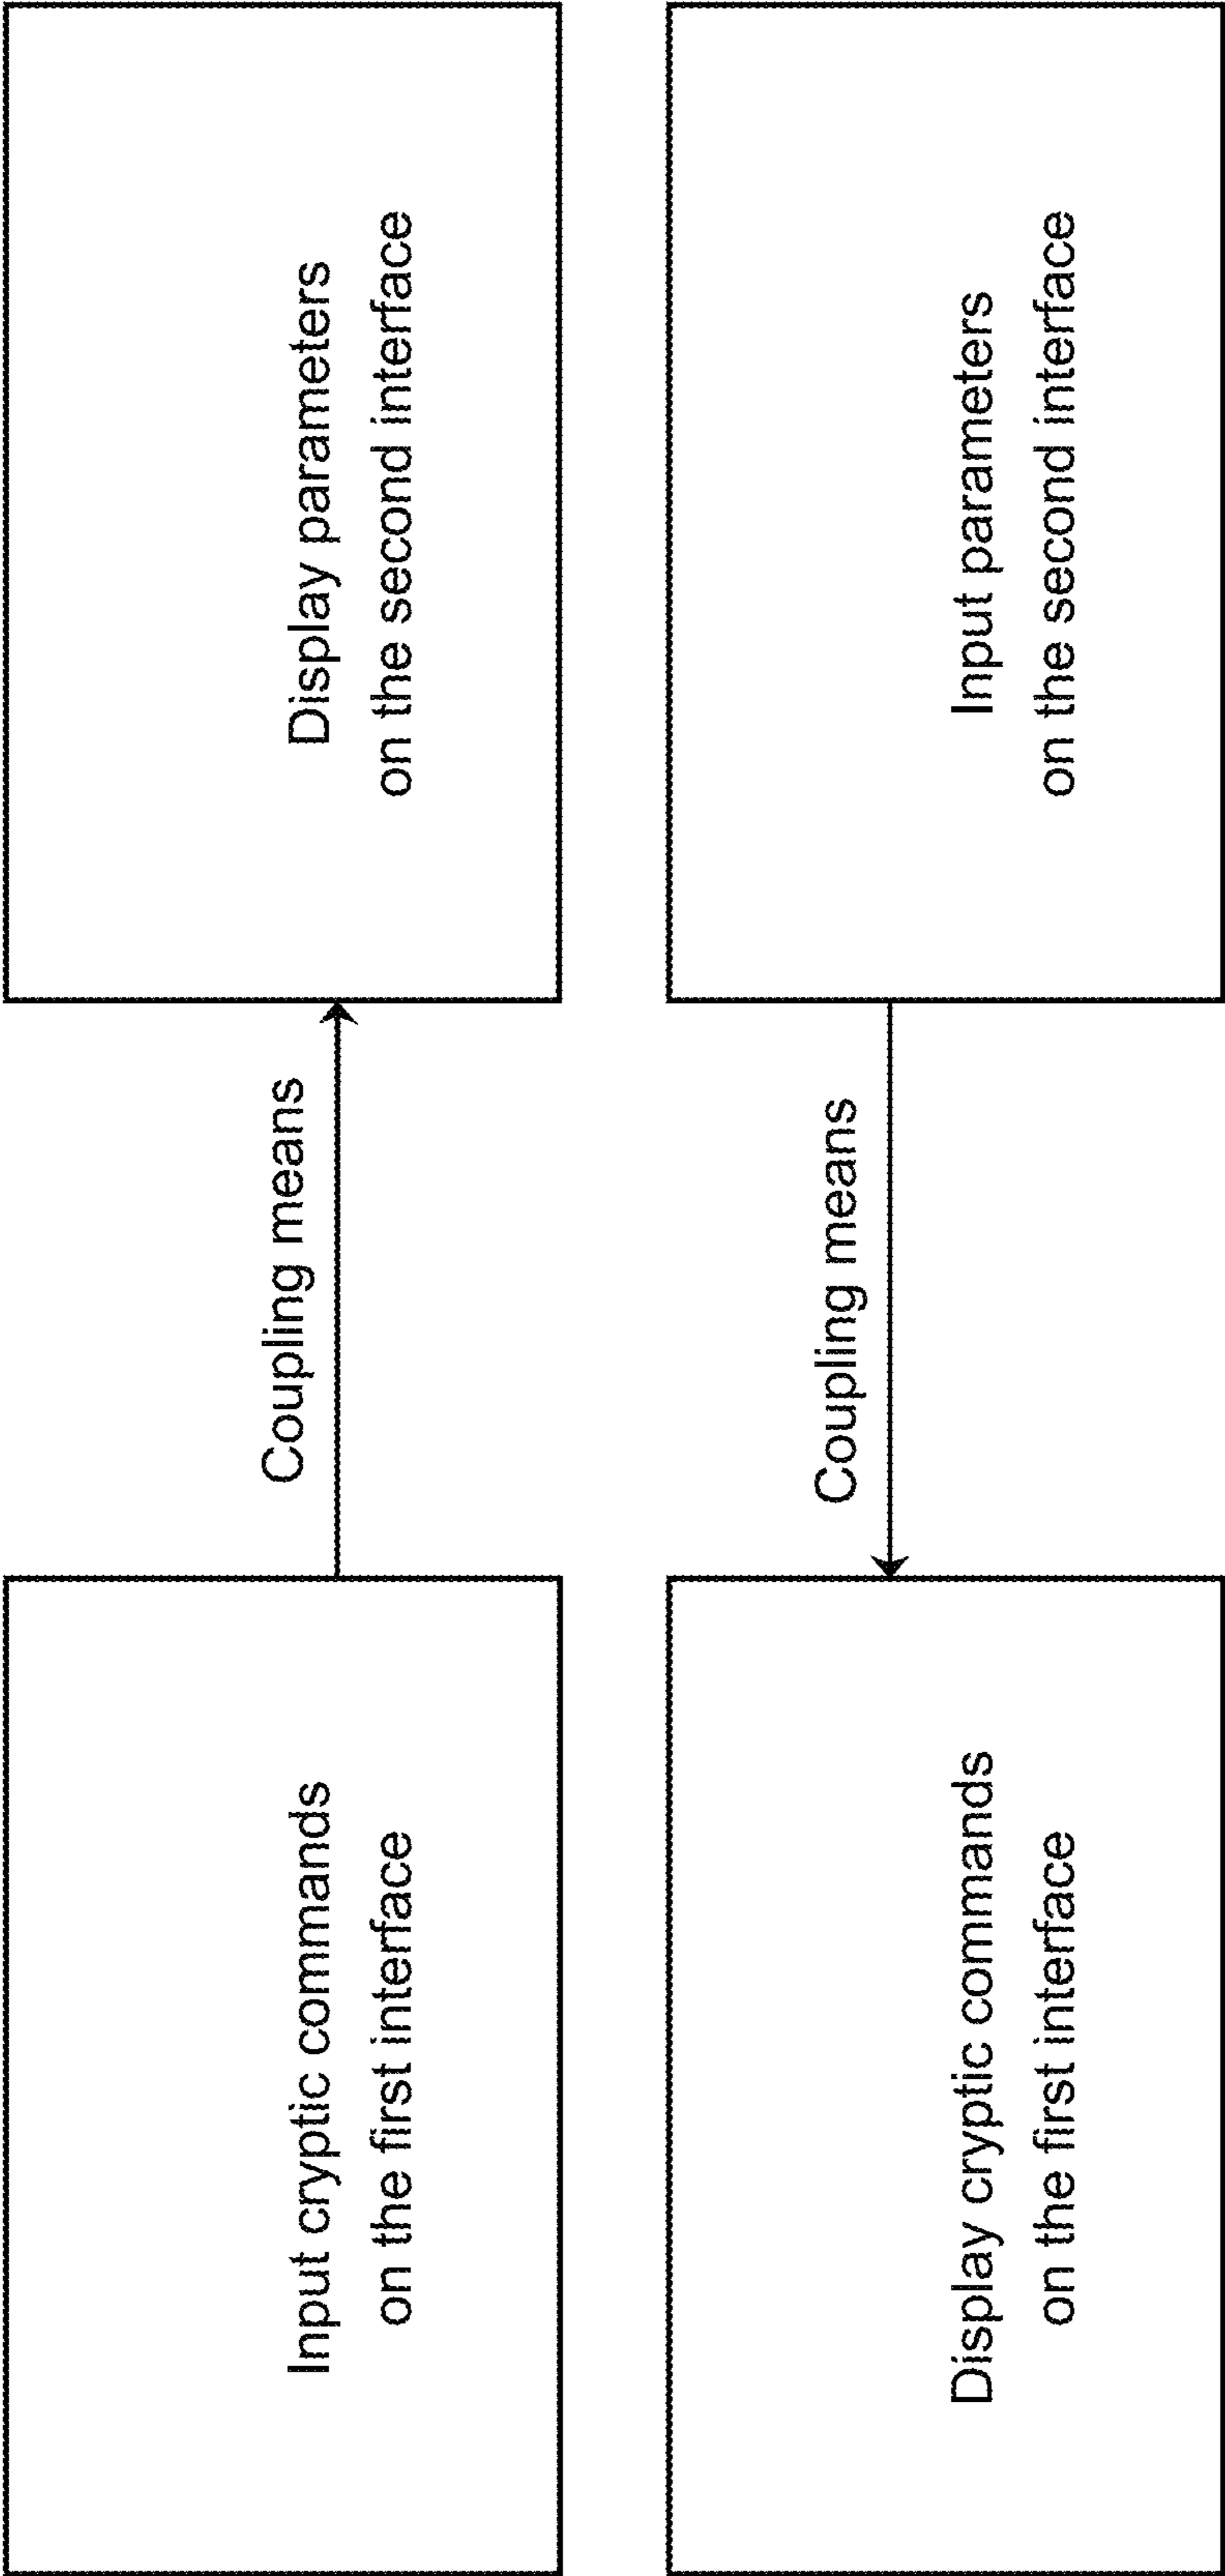 Input cryptic commands
on the first interface
Coupling means
Display parameters
on the second interface
Display cryptic commands
on the first interface
Coupling means
Input parameters
on the second interface